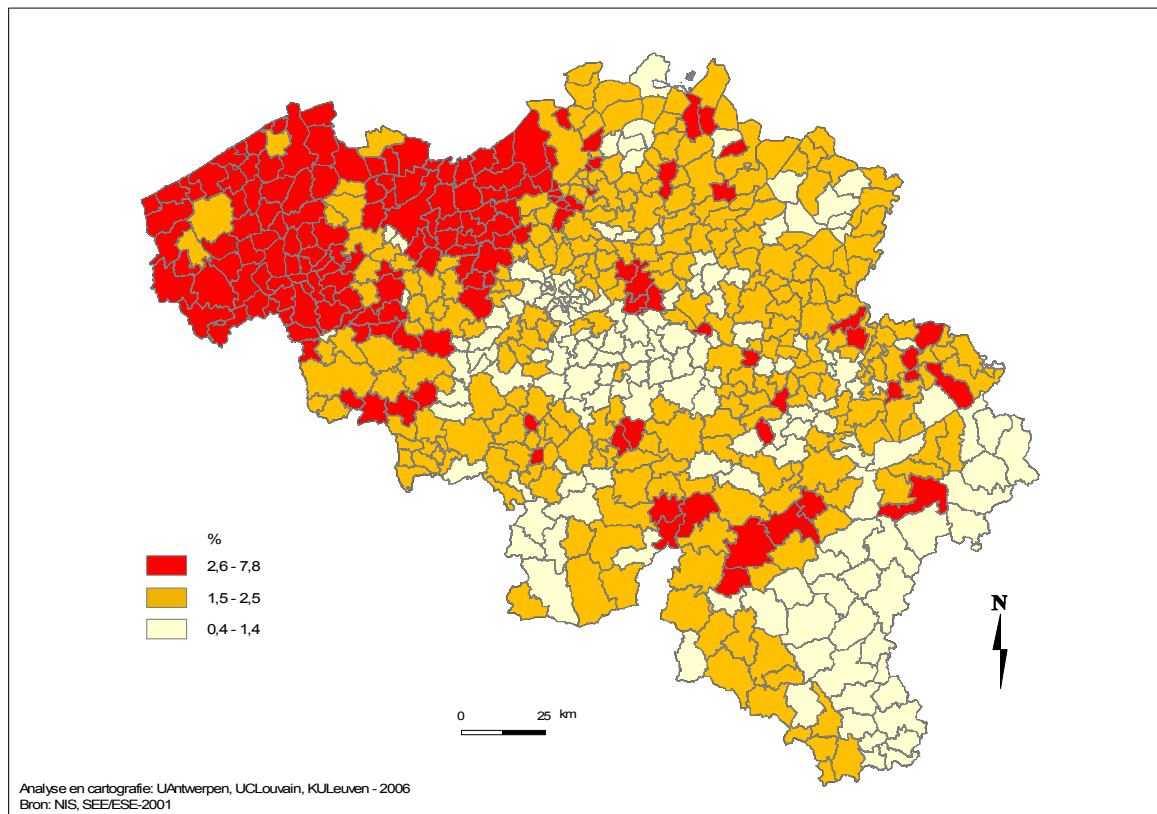 %
2,6 - 7,8
1,5 - 2,5
0,4 - 1,4
N
0 25 km
Analyse en cartografie: UAntwerpen, UCLouvain, KULeuven - 2006
Bron: NIS, SEE/ESE-2001